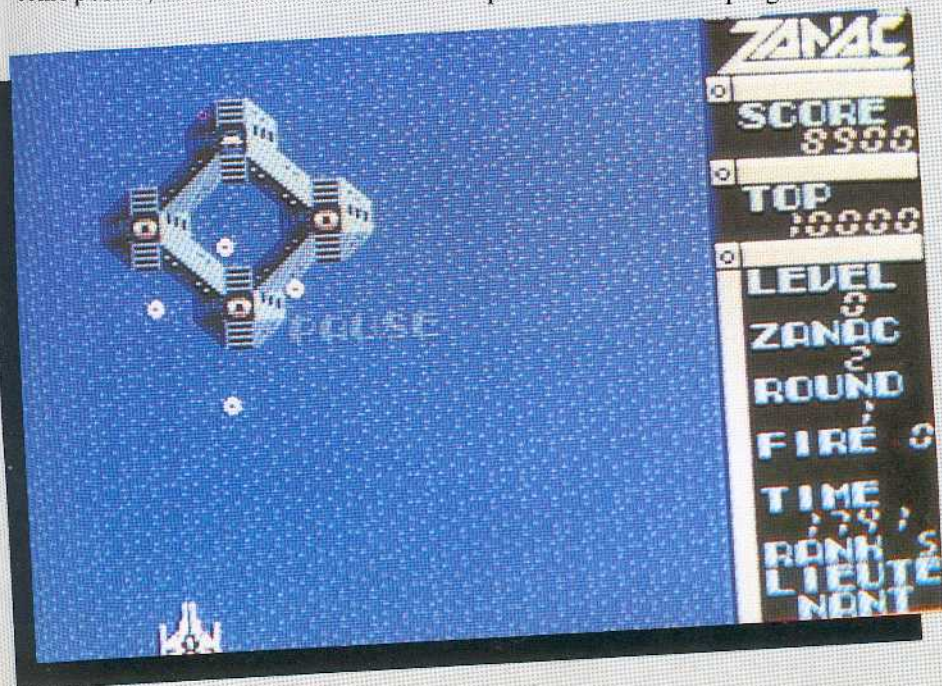 ZANAC
SCORE
8900
TOP
10000
PAUSE
LEVEL
0
ZANAC
2
ROUND
1
FIRE 0
TIME
RANK S
LIEUTE
NANT